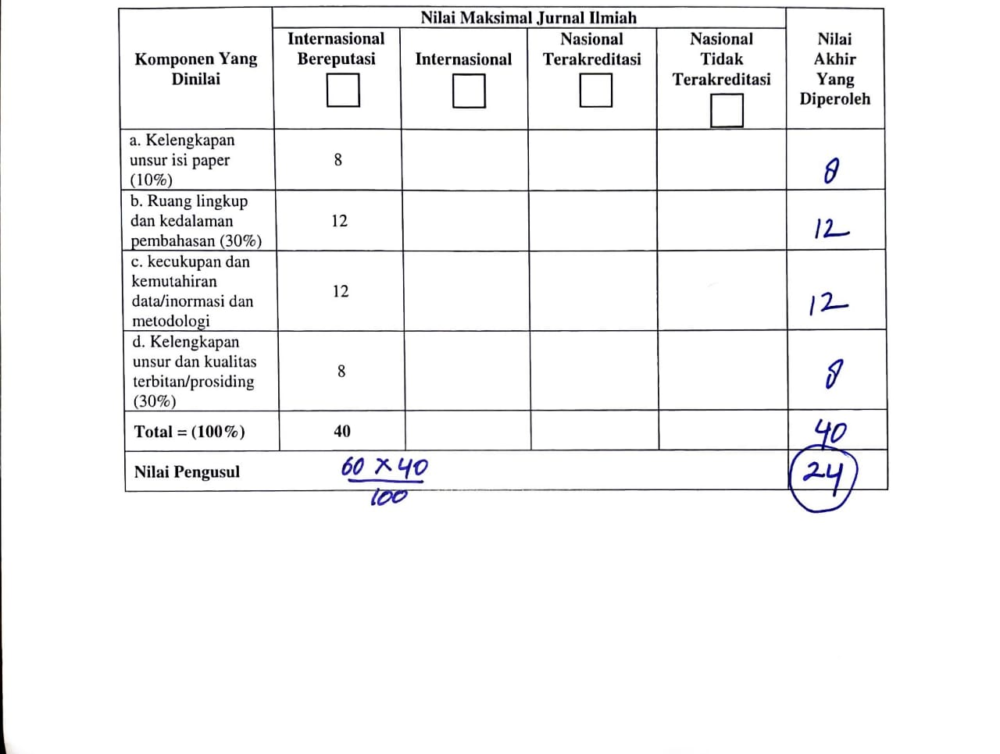 Nilai Maksimal Jurnal Ilmiah
Komponen Yang
Dinilai
Internasional
Bereputasi
Internasional
Nasional
Terakreditasi
Nasional
Tidak
Terakreditasi
Nilai
Akhir
Yang
Diperoleh
a. Kelengkapan
unsur isi paper
(10%)
8
8
b. Ruang lingkup
dan kedalaman
pembahasan (30%)
12
12
c. kecukupan dan
kemutahiran
data/inormasi dan
metodologi
12
12
d. Kelengkapan
unsur dan kualitas
terbitan/prosiding
(30%)
8
8
Total = (100%)
40
40
Nilai Pengusul
60 x 40
100
24